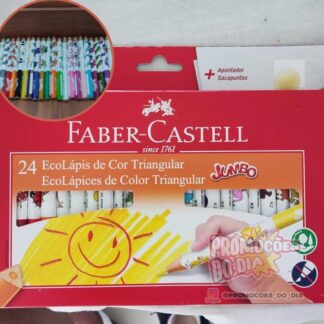 + Apontador
Sacapuntas
FABER-CASTELL
since 1761
24 EcoLápis de Cor Triangular
EcoLápices de Color Triangular
JUMBO
PROMOÇÕES
DO DIA
@PROMOCOES_DO_DIA